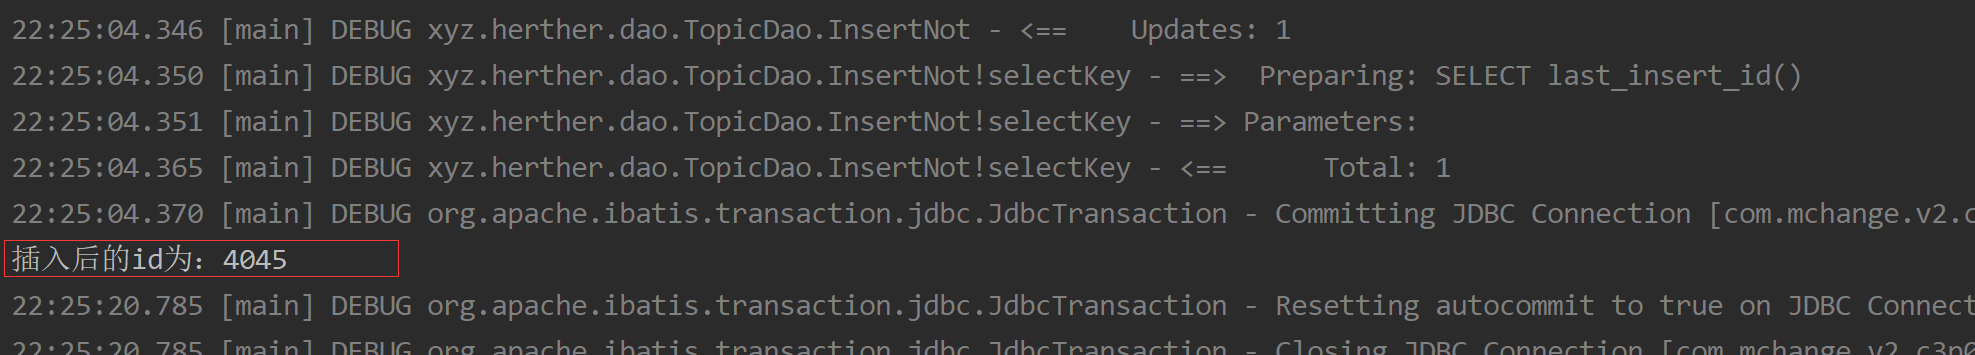 22:25:04.346 [main] DEBUG xyz.herther.dao.TopicDao.InsertNot - <==    Updates: 1
22:25:04.350 [main] DEBUG xyz.herther.dao.TopicDao.InsertNot!selectKey - ==>  Preparing: SELECT last_insert_id()
22:25:04.351 [main] DEBUG xyz.herther.dao.TopicDao.InsertNot!selectKey - ==> Parameters:
22:25:04.365 [main] DEBUG xyz.herther.dao.TopicDao.InsertNot!selectKey - <==      Total: 1
22:25:04.370 [main] DEBUG org.apache.ibatis.transaction.jdbc.JdbcTransaction - Committing JDBC Connection [com.mchange.v2.c
插入后的id为：4045
22:25:20.785 [main] DEBUG org.apache.ibatis.transaction.jdbc.JdbcTransaction - Resetting autocommit to true on JDBC Connect
22:25:20.785 [main] DEBUG org.apache.ibatis.transaction.jdbc.JdbcTransaction - Closing JDBC Connection [com.mchange.v2.c3p0